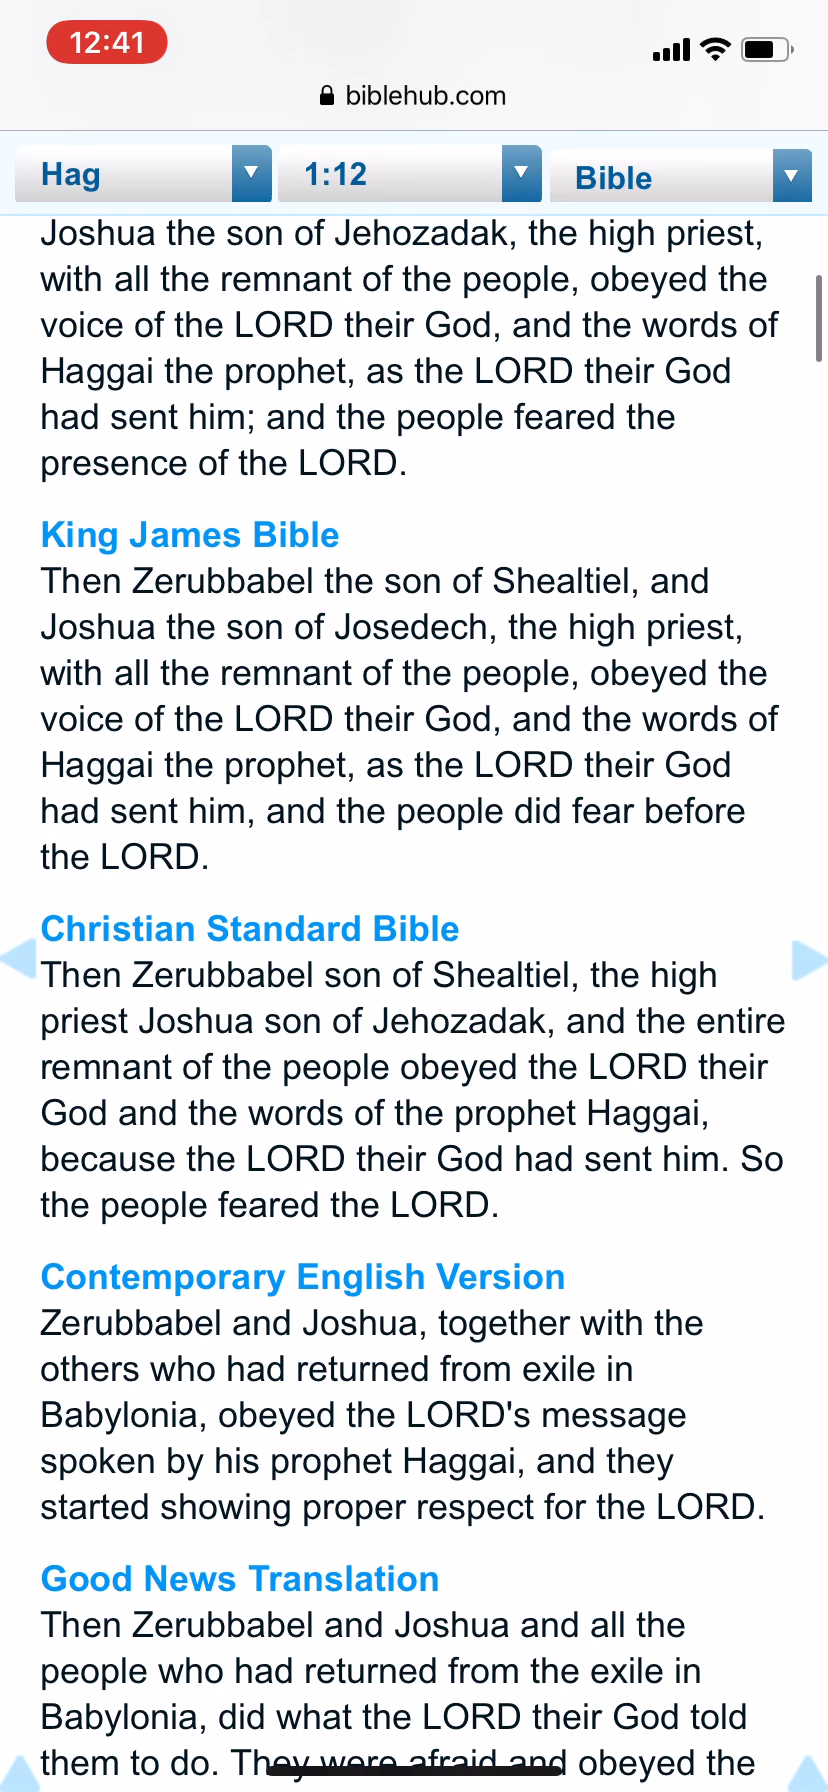 12:41
biblehub.com
Hag 1:12 Bible
Joshua the son of Jehozadak, the high priest,
with all the remnant of the people, obeyed the
voice of the LORD their God, and the words of
Haggai the prophet, as the LORD their God
had sent him; and the people feared the
presence of the LORD.
King James Bible
Then Zerubbabel the son of Shealtiel, and
Joshua the son of Josedech, the high priest,
with all the remnant of the people, obeyed the
voice of the LORD their God, and the words of
Haggai the prophet, as the LORD their God
had sent him, and the people did fear before
the LORD.
Christian Standard Bible
Then Zerubbabel son of Shealtiel, the high
priest Joshua son of Jehozadak, and the entire
remnant of the people obeyed the LORD their
God and the words of the prophet Haggai,
because the LORD their God had sent him. So
the people feared the LORD.
Contemporary English Version
Zerubbabel and Joshua, together with the
others who had returned from exile in
Babylonia, obeyed the LORD's message
spoken by his prophet Haggai, and they
started showing proper respect for the LORD.
Good News Translation
Then Zerubbabel and Joshua and all the
people who had returned from the exile in
Babylonia, did what the LORD their God told
them to do. They were afraid and obeyed the